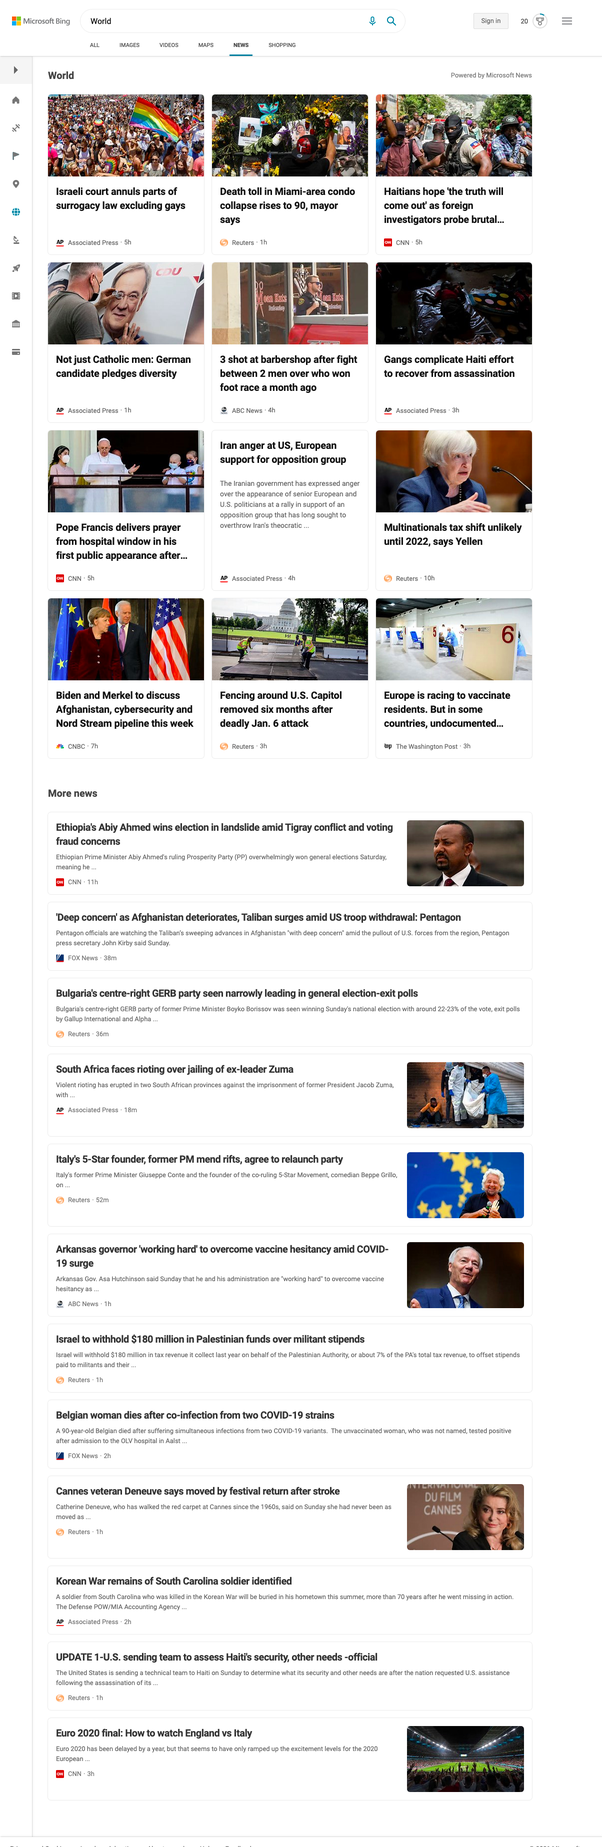 Microsoft Bing
World
Sign in
20
ALL IMAGES VIDEOS MAPS NEWS SHOPPING
World
Powered by Microsoft News
Israeli court annuls parts of
surrogacy law excluding gays
AP Associated Press · 5h
Death toll in Miami-area condo
collapse rises to 90, mayor
says
Reuters · 1h
Haitians hope 'the truth will
come out' as foreign
investigators probe brutal...
CNN · 5h
CDU
Not just Catholic men: German
candidate pledges diversity
AP Associated Press · 1h
3 shot at barbershop after fight
between 2 men over who won
foot race a month ago
ABC News · 4h
Gangs complicate Haiti effort
to recover from assassination
AP Associated Press · 3h
Pope Francis delivers prayer
from hospital window in his
first public appearance after...
CNN · 5h
Iran anger at US, European
support for opposition group
The Iranian government has expressed anger
over the appearance of senior European and
U.S. politicians at a rally in support of an
opposition group that has long sought to
overthrow Iran's theocratic ...
AP Associated Press · 4h
Multinationals tax shift unlikely
until 2022, says Yellen
Reuters · 10h
Biden and Merkel to discuss
Afghanistan, cybersecurity and
Nord Stream pipeline this week
CNBC · 7h
Fencing around U.S. Capitol
removed six months after
deadly Jan. 6 attack
Reuters · 3h
5
6
Europe is racing to vaccinate
residents. But in some
countries, undocumented...
wp The Washington Post · 3h
More news
Ethiopia's Abiy Ahmed wins election in landslide amid Tigray conflict and voting
fraud concerns
Ethiopian Prime Minister Abiy Ahmed's ruling Prosperity Party (PP) overwhelmingly won general elections Saturday,
meaning he ...
CNN · 11h
'Deep concern' as Afghanistan deteriorates, Taliban surges amid US troop withdrawal: Pentagon
Pentagon officials are watching the Taliban's sweeping advances in Afghanistan "with deep concern" amid the pullout of U.S. forces from the region, Pentagon
press secretary John Kirby said Sunday.
FOX News · 38m
Bulgaria's centre-right GERB party seen narrowly leading in general election-exit polls
Bulgaria's centre-right GERB party of former Prime Minister Boyko Borissov was seen winning Sunday's national election with around 22-23% of the vote, exit polls
by Gallup International and Alpha ...
Reuters · 36m
South Africa faces rioting over jailing of ex-leader Zuma
Violent rioting has erupted in two South African provinces against the imprisonment of former President Jacob Zuma,
with ...
AP Associated Press · 18m
Italy's 5-Star founder, former PM mend rifts, agree to relaunch party
Italy's former Prime Minister Giuseppe Conte and the founder of the co-ruling 5-Star Movement, comedian Beppe Grillo,
on ...
Reuters · 52m
Arkansas governor 'working hard' to overcome vaccine hesitancy amid COVID-
19 surge
Arkansas Gov. Asa Hutchinson said Sunday that he and his administration are "working hard" to overcome vaccine
hesitancy as ...
ABC News · 1h
Israel to withhold $180 million in Palestinian funds over militant stipends
Israel will withhold $180 million in tax revenue it collect last year on behalf of the Palestinian Authority, or about 7% of the PA's total tax revenue, to offset stipends
paid to militants and their ...
Reuters · 1h
Belgian woman dies after co-infection from two COVID-19 strains
A 90-year-old Belgian died after suffering simultaneous infections from two COVID-19 variants. The unvaccinated woman, who was not named, tested positive
after admission to the OLV hospital in Aalst ...
FOX News · 2h
Cannes veteran Deneuve says moved by festival return after stroke
Catherine Deneuve, who has walked the red carpet at Cannes since the 1960s, said on Sunday she had never been as
moved as ...
Reuters · 1h
INTERNATIONAL
DU FILM
CANNES
Korean War remains of South Carolina soldier identified
A soldier from South Carolina who was killed in the Korean War will be buried in his hometown this summer, more than 70 years after he went missing in action.
The Defense POW/MIA Accounting Agency ...
AP Associated Press · 2h
UPDATE 1-U.S. sending team to assess Haiti's security, other needs -official
The United States is sending a technical team to Haiti on Sunday to determine what its security and other needs are after the nation requested U.S. assistance
following the assassination of its ...
Reuters · 1h
Euro 2020 final: How to watch England vs Italy
Euro 2020 has been delayed by a year, but that seems to have only ramped up the excitement levels for the 2020
European ...
CNN · 3h